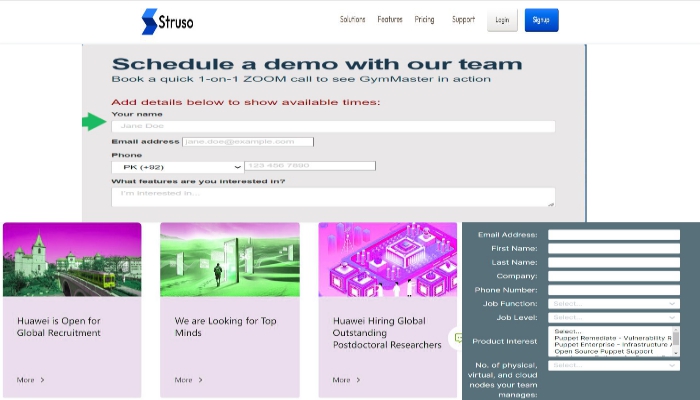 Struso
Solutions Features Pricing Support Login Signup
Schedule a demo with our team
Book a quick 1-on-1 ZOOM call to see GymMaster in action
Add details below to show available times:
Your name
Jane Doe
Email address jane.doe@example.com
Phone
PK (+92) 123 456 7890
What features are you interested in?
I'm interested in...
Huawei is Open for
Global Recruitment
More >
We are Looking for Top
Minds
More >
Huawei Hiring Global
Outstanding
Postdoctoral Researchers
More >
Email Address:
First Name:
Last Name:
Company:
Phone Number:
Job Function: Select...
Job Level: Select...
Product Interest
Select...
Puppet Remediate - Vulnerability R
Puppet Enterprise - Infrastructure A
Open Source Puppet Support
No. of physical, Select...
virtual, and cloud
nodes your team
manages: